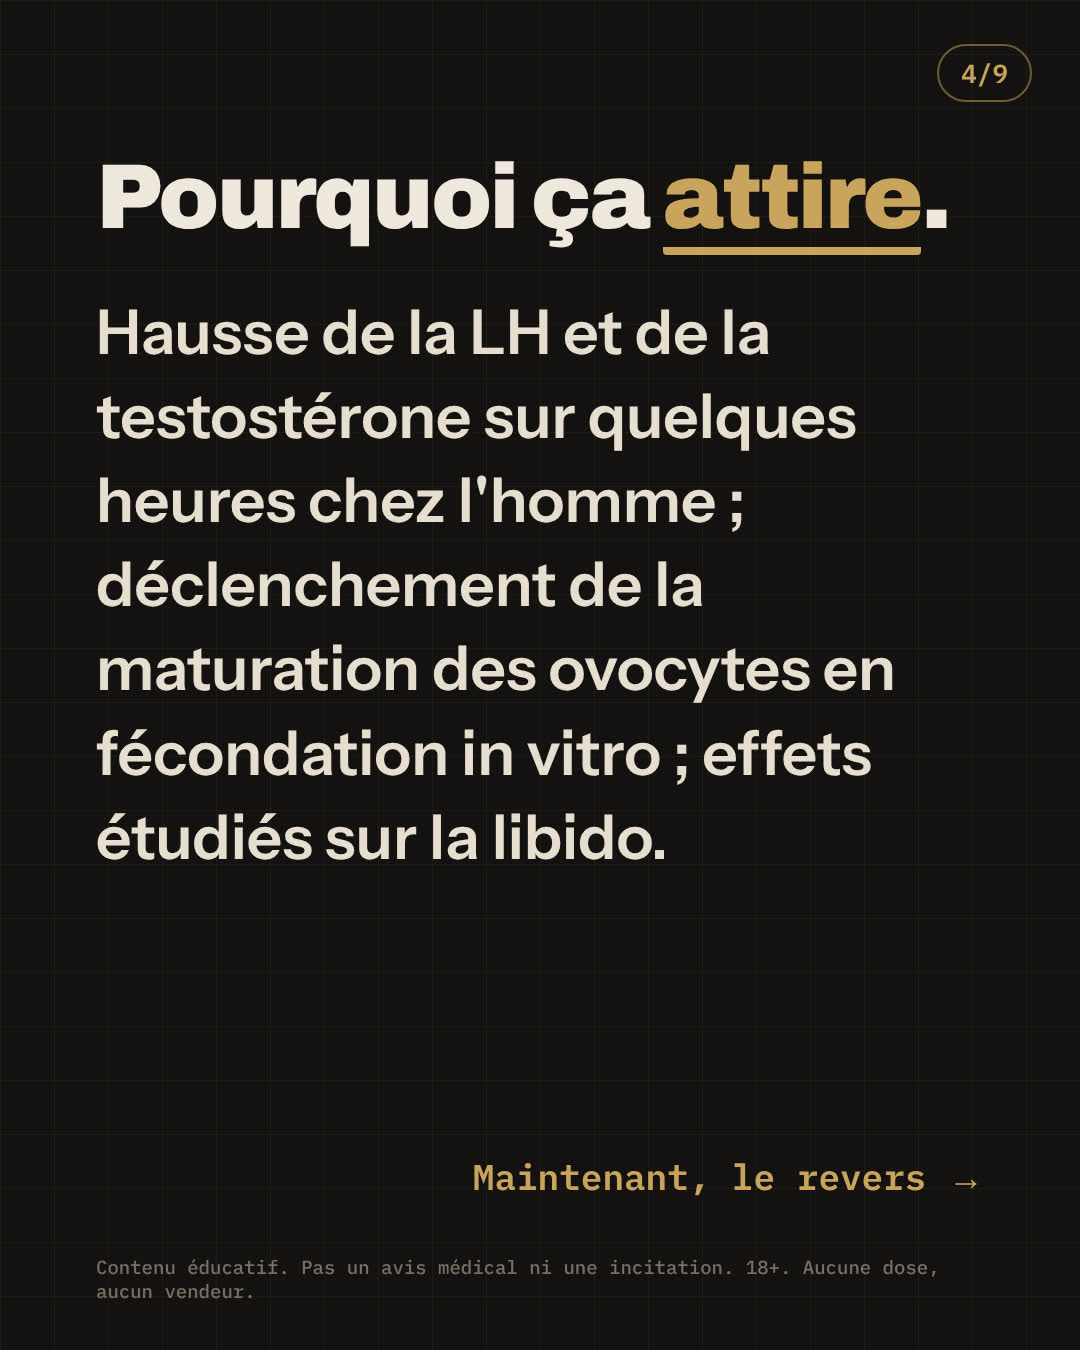 4/9
Pourquoi ça attire.
Hausse de la LH et de la
testostérone sur quelques
heures chez l'homme ;
déclenchement de la
maturation des ovocytes en
fécondation in vitro ; effets
étudiés sur la libido.
Maintenant, le revers →
Contenu éducatif. Pas un avis médical ni une incitation. 18+. Aucune dose,
aucun vendeur.